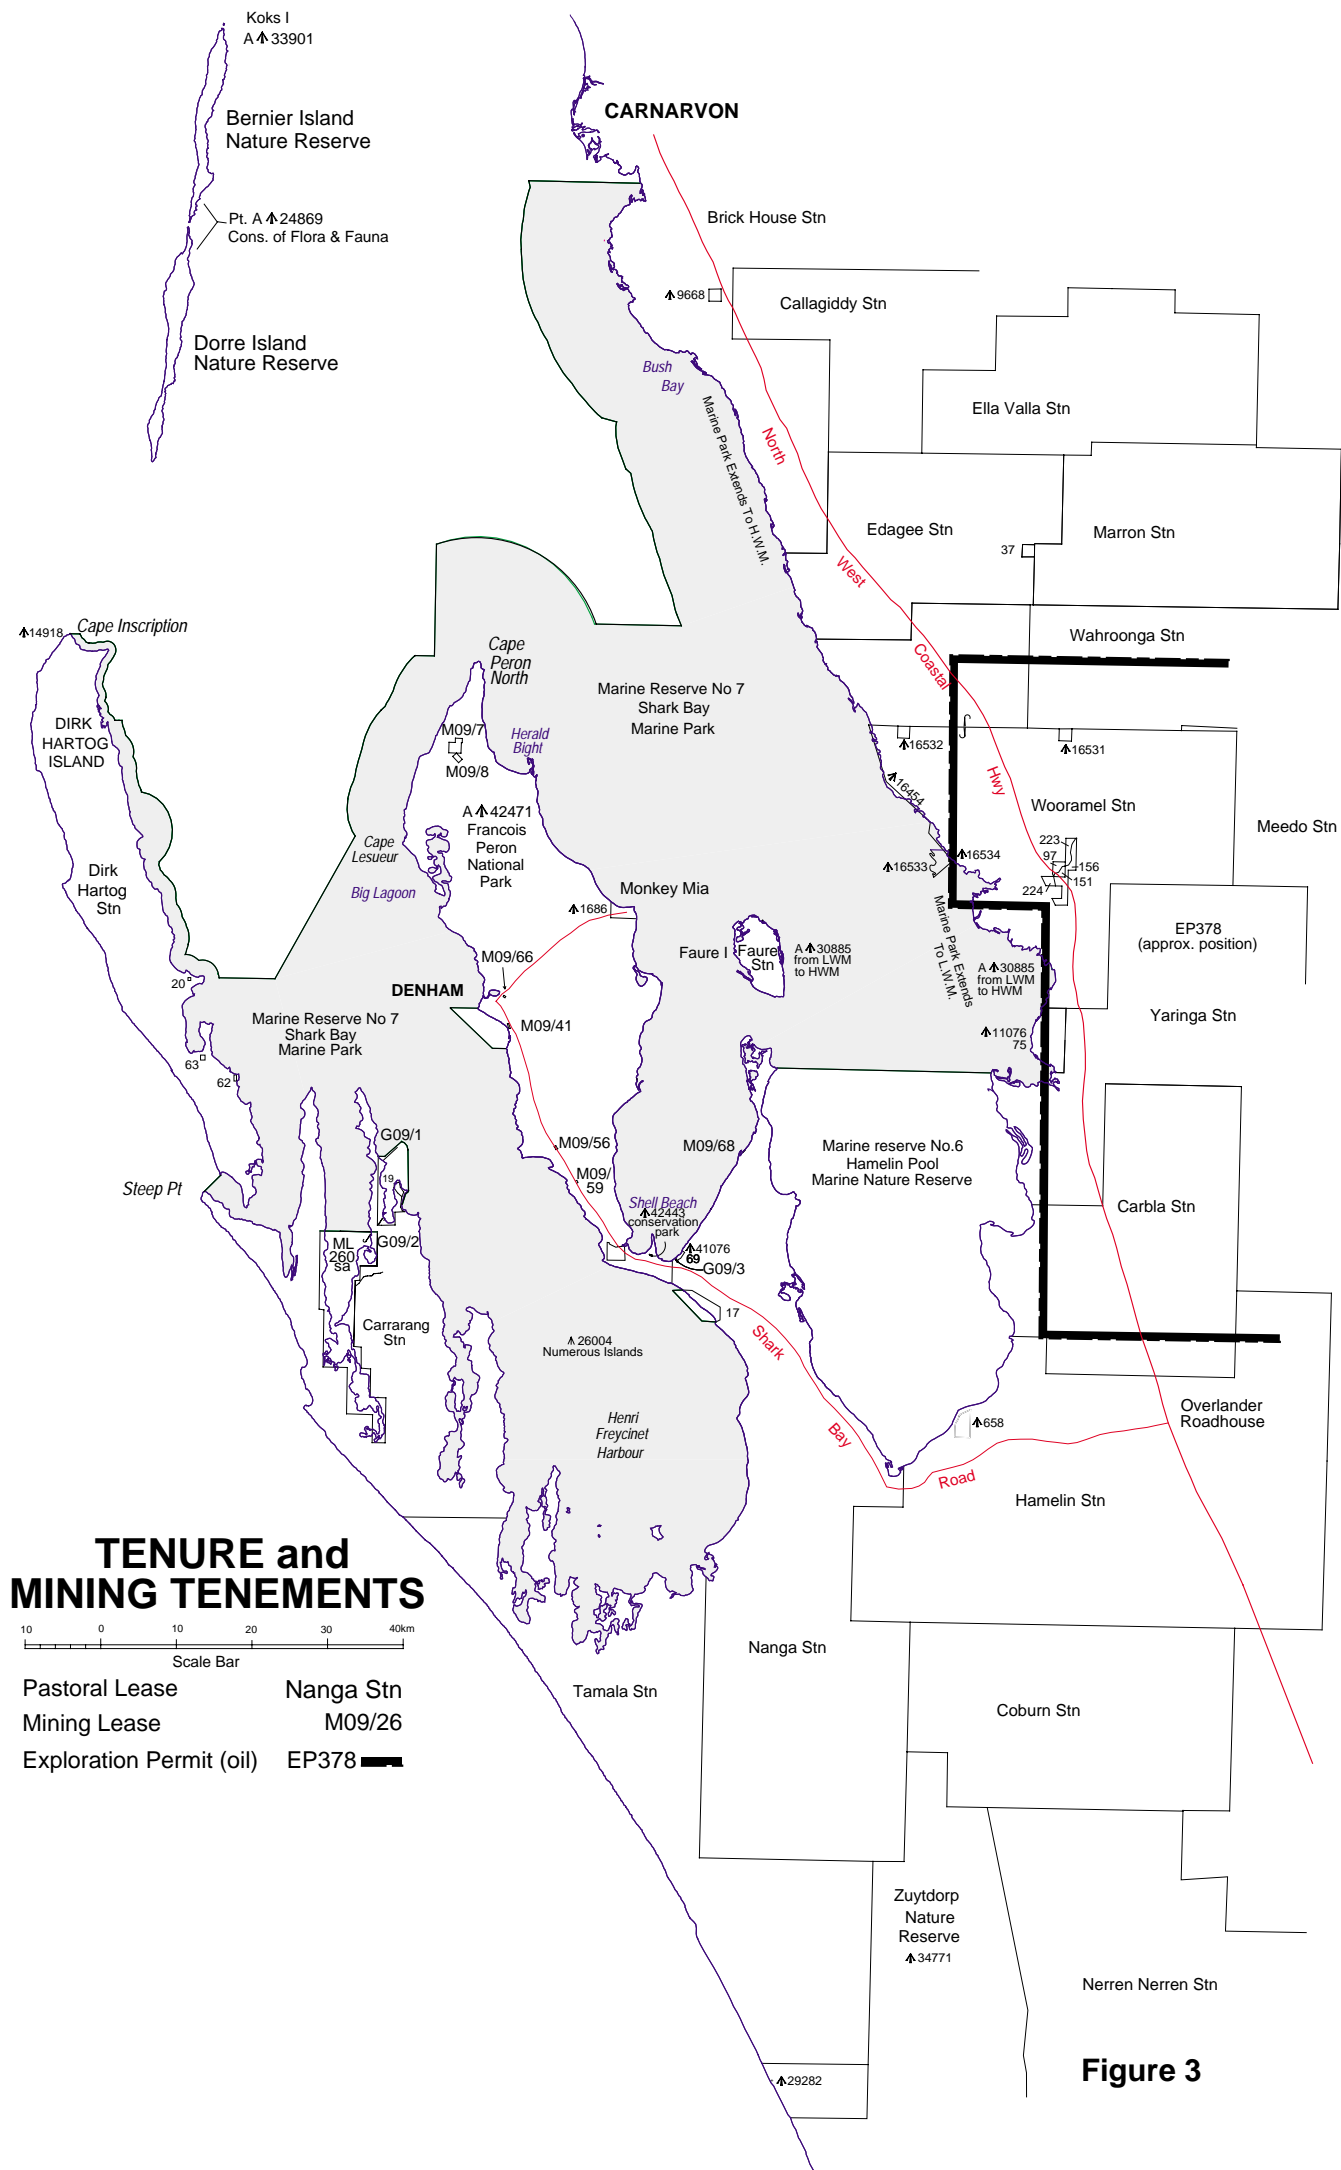 Koks I
A 33901
CARNARVON
Bernier Island
Nature Reserve
Pt. A 24869
Cons. of Flora & Fauna
Brick House Stn
9668
Callagiddy Stn
Dorre Island
Nature Reserve
Bush
Bay
Marine Park Extends To H.W.M.
North
Ella Valla Stn
Edagee Stn
37
Marron Stn
West
14918
Cape Inscription
Cape
Peron
North
Coastal
Wahroonga Stn
Marine Reserve No 7
Shark Bay
Marine Park
DIRK
HARTOG
ISLAND
M09/7
M09/8
Herald
Bight
16532
16531
16454
Hwy
Wooramel Stn
Meedo Stn
A 42471
Francois
Peron
National
Park
Cape
Lesueur
Big Lagoon
223
97
156
151
224
16533
16534
Dirk
Hartog
Stn
Monkey Mia
1686
Marine Park Extends
To L.W.M.
EP378
(approx. position)
Faure I
Faure
Stn
A 30885
from LWM
to HWM
A 30885
from LWM
to HWM
M09/66
DENHAM
20
Marine Reserve No 7
Shark Bay
Marine Park
M09/41
11076
75
Yaringa Stn
63
62
G09/1
M09/56
M09/68
Marine reserve No.6
Hamelin Pool
Marine Nature Reserve
19
M09/
59
Steep Pt
Shell Beach
42443
conservation
park
Carbla Stn
ML
260
sa
G09/2
41076
69
G09/3
17
Carrarang
Stn
26004
Numerous Islands
Shark
Henri
Freycinet
Harbour
Bay
658
Overlander
Roadhouse
Road
Hamelin Stn
TENURE and
MINING TENEMENTS
10 0 10 20 30 40km
Scale Bar
Pastoral Lease Nanga Stn
Mining Lease M09/26
Exploration Permit (oil) EP378
Nanga Stn
Tamala Stn
Coburn Stn
Zuytdorp
Nature
Reserve
34771
Nerren Nerren Stn
Figure 3
29282